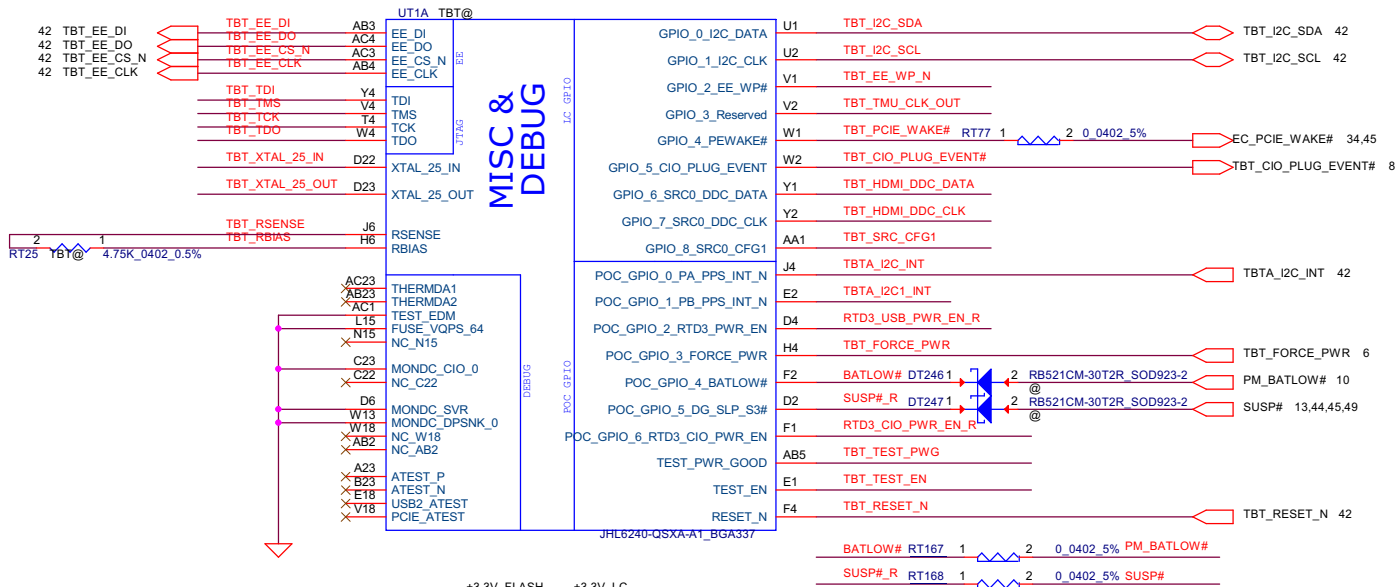 UT1A TBT@
42 TBT_EE_DI TBT_EE_DI AB3 EE_DI
42 TBT_EE_DO TBT_EE_DO AC4 EE_DO
42 TBT_EE_CS_N TBT_EE_CS_N AC3 EE_CS_N
42 TBT_EE_CLK TBT_EE_CLK AB4 EE_CLK
EE
TBT_TDI Y4 TDI
TBT_TMS V4 TMS
TBT_TCK T4 TCK
TBT_TDO W4 TDO
JTAG
TBT_XTAL_25_IN D22 XTAL_25_IN
TBT_XTAL_25_OUT D23 XTAL_25_OUT
TBT_RSENSE J6 RSENSE
TBT_RBIAS H6 RBIAS
2 1
RT25 TBT@ 4.75K_0402_0.5%
AC23 THERMDA1
AB23 THERMDA2
AC1 TEST_EDM
L15 FUSE_VQPS_64
N15 NC_N15
C23 MONDC_CIO_0
C22 NC_C22
D6 MONDC_SVR
W13 MONDC_DPSNK_0
W18 NC_W18
AB2 NC_AB2
A23 ATEST_P
B23 ATEST_N
E18 USB2_ATEST
V18 PCIE_ATEST
DEBUG
MISC &
DEBUG
LC GPIO
GPIO_0_I2C_DATA U1 TBT_I2C_SDA TBT_I2C_SDA 42
GPIO_1_I2C_CLK U2 TBT_I2C_SCL TBT_I2C_SCL 42
GPIO_2_EE_WP# V1 TBT_EE_WP_N
GPIO_3_Reserved V2 TBT_TMU_CLK_OUT
GPIO_4_PEWAKE# W1 TBT_PCIE_WAKE# RT77 1 2 0_0402_5% EC_PCIE_WAKE# 34,45
GPIO_5_CIO_PLUG_EVENT W2 TBT_CIO_PLUG_EVENT# TBT_CIO_PLUG_EVENT# 8
GPIO_6_SRC0_DDC_DATA Y1 TBT_HDMI_DDC_DATA
GPIO_7_SRC0_DDC_CLK Y2 TBT_HDMI_DDC_CLK
GPIO_8_SRC0_CFG1 AA1 TBT_SRC_CFG1
POC GPIO
POC_GPIO_0_PA_PPS_INT_N J4 TBTA_I2C_INT TBTA_I2C_INT 42
POC_GPIO_1_PB_PPS_INT_N E2 TBTA_I2C1_INT
POC_GPIO_2_RTD3_PWR_EN D4 RTD3_USB_PWR_EN_R
POC_GPIO_3_FORCE_PWR H4 TBT_FORCE_PWR TBT_FORCE_PWR 6
POC_GPIO_4_BATLOW# F2 BATLOW# DT246 1 2 RB521CM-30T2R_SOD923-2 PM_BATLOW# 10
@
POC_GPIO_5_DG_SLP_S3# D2 SUSP#_R DT247 1 2 RB521CM-30T2R_SOD923-2 SUSP# 13,44,45,49
@
POC_GPIO_6_RTD3_CIO_PWR_EN F1 RTD3_CIO_PWR_EN_R
TEST_PWR_GOOD AB5 TBT_TEST_PWG
TEST_EN E1 TBT_TEST_EN
RESET_N F4 TBT_RESET_N TBT_RESET_N 42
JHL6240-QSXA-A1_BGA337
BATLOW# RT167 1 2 0_0402_5% PM_BATLOW#
SUSP#_R RT168 1 2 0_0402_5% SUSP#
+3.3V_FLASH +3.3V_LC